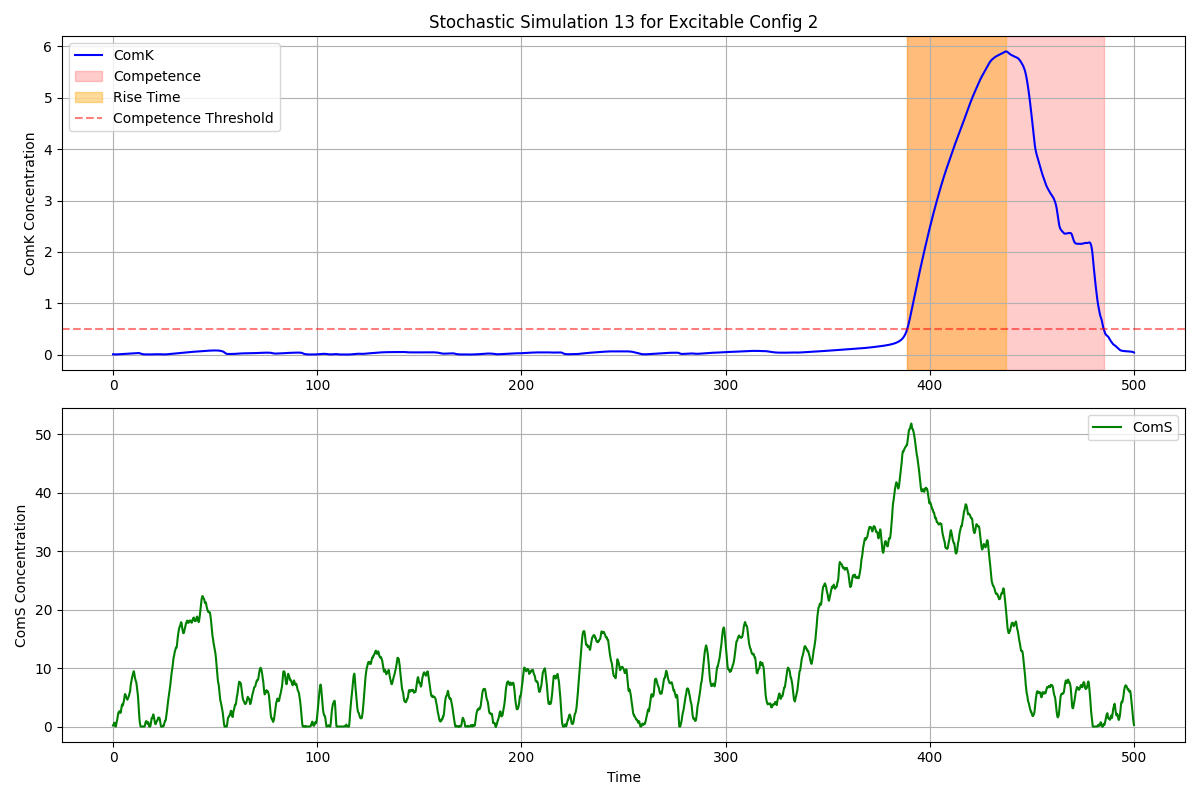 Stochastic Simulation 13 for Excitable Config 2
ComK Concentration
6
5
4
3
2
1
0
ComK
Competence
Rise Time
Competence Threshold
0 100 200 300 400 500
ComS Concentration
50
40
30
20
10
0
ComS
0 100 200 300 400 500
Time